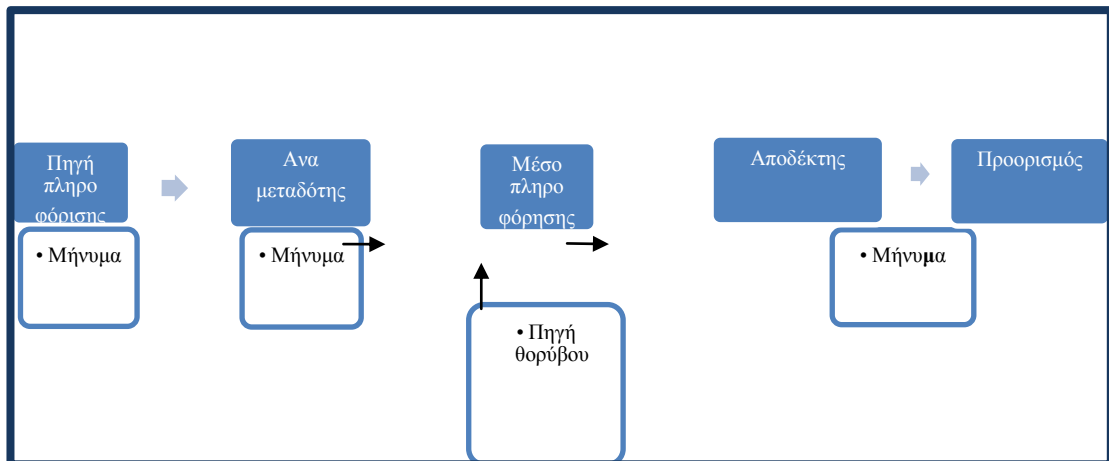 Πηγή
πληρο
φόρισης
• Μήνυμα
Ανα
μεταδότης
• Μήνυμα
Μέσο
πληρο
φόρησης
• Πηγή
θορύβου
Αποδέκτης
Προορισμός
• Μήνυμα